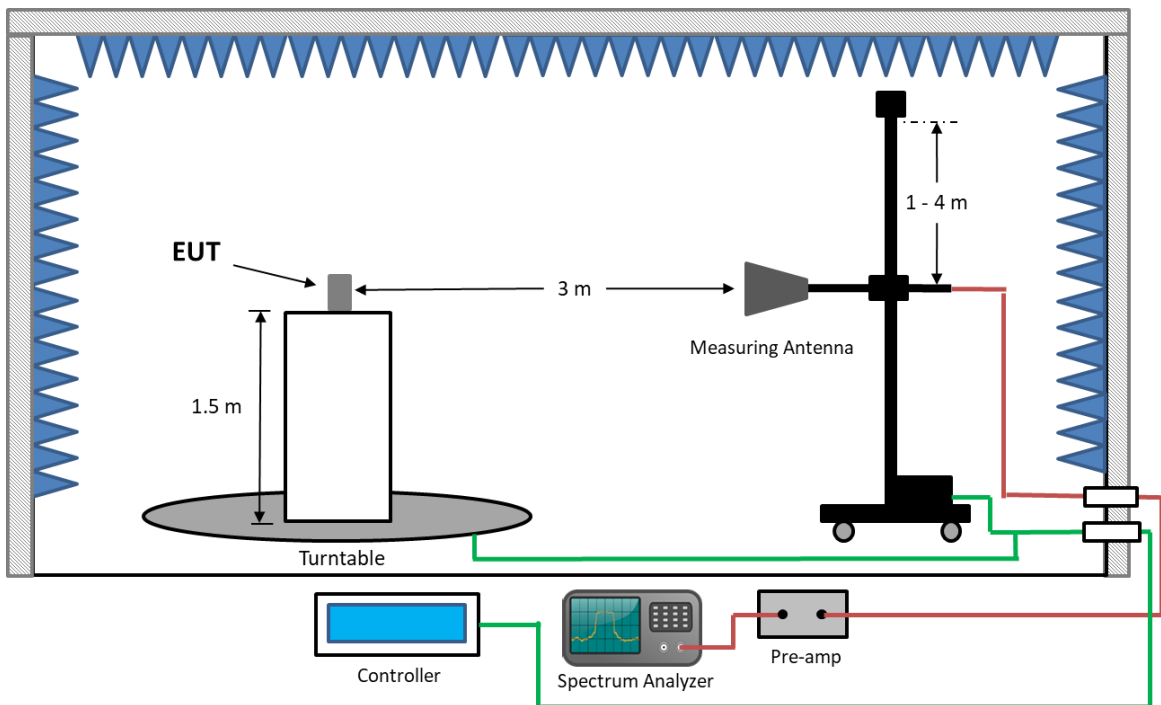 1 - 4 m
EUT
3 m
Measuring Antenna
1.5 m
Turntable
Controller
Spectrum Analyzer
Pre-amp